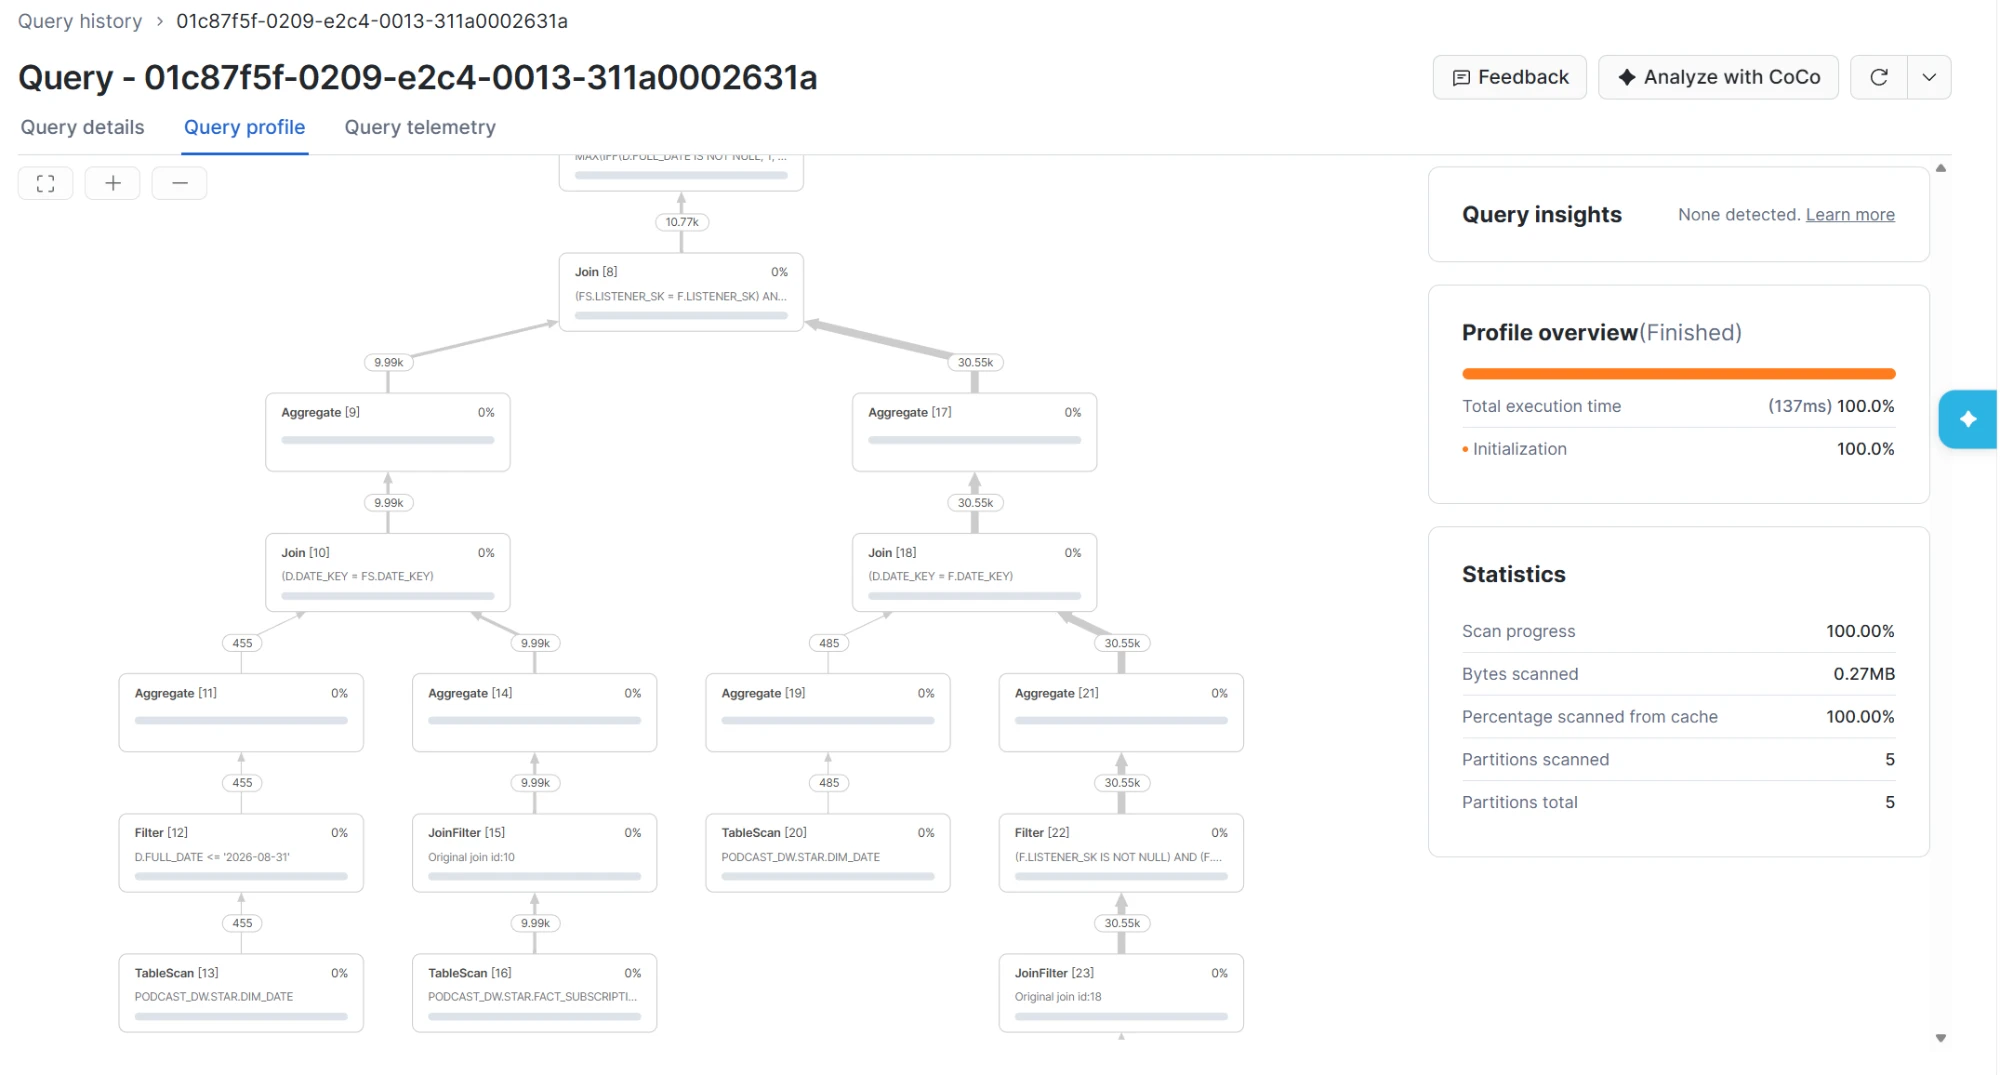 Query history > 01c87f5f-0209-e2c4-0013-311a0002631a
Query - 01c87f5f-0209-e2c4-0013-311a0002631a
Feedback
Analyze with CoCo
Query details Query profile Query telemetry
MAX(IFF(D.FULL_DATE IS NOT NULL, 1, ...
10.77k
Join [8] 0%
(FS.LISTENER_SK = F.LISTENER_SK) AN...
9.99k 30.55k
Aggregate [9] 0%
Aggregate [17] 0%
9.99k 30.55k
Join [10] 0%
(D.DATE_KEY = FS.DATE_KEY)
Join [18] 0%
(D.DATE_KEY = F.DATE_KEY)
455 9.99k 485 30.55k
Aggregate [11] 0%
Aggregate [14] 0%
Aggregate [19] 0%
Aggregate [21] 0%
455 9.99k 485 30.55k
Filter [12] 0%
D.FULL_DATE <= '2026-08-31'
JoinFilter [15] 0%
Original join id:10
TableScan [20] 0%
PODCAST_DW.STAR.DIM_DATE
Filter [22] 0%
(F.LISTENER_SK IS NOT NULL) AND (F....
455 9.99k 30.55k
TableScan [13] 0%
PODCAST_DW.STAR.DIM_DATE
TableScan [16] 0%
PODCAST_DW.STAR.FACT_SUBSCRIPTI...
JoinFilter [23] 0%
Original join id:18
Query insights None detected. Learn more
Profile overview(Finished)
Total execution time (137ms) 100.0%
Initialization 100.0%
Statistics
Scan progress 100.00%
Bytes scanned 0.27MB
Percentage scanned from cache 100.00%
Partitions scanned 5
Partitions total 5